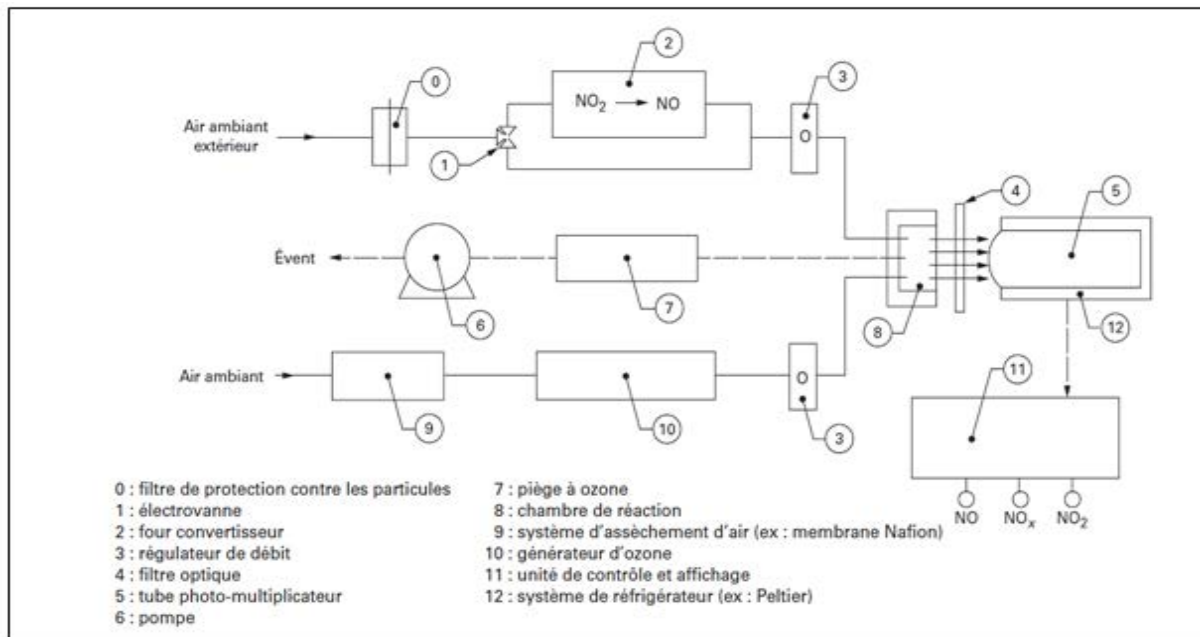 2
0
3
NO₂ → NO
Air ambiant
extérieur
O
1
4
5
Évent
6
7
8
12
Air ambiant
O
11
9
10
3
NO
NOx
NO₂
0 : filtre de protection contre les particules
1 : électrovanne
2 : four convertisseur
3 : régulateur de débit
4 : filtre optique
5 : tube photo-multiplicateur
6 : pompe
7 : piège à ozone
8 : chambre de réaction
9 : système d'assèchement d'air (ex : membrane Nafion)
10 : générateur d'ozone
11 : unité de contrôle et affichage
12 : système de réfrigérateur (ex : Peltier)